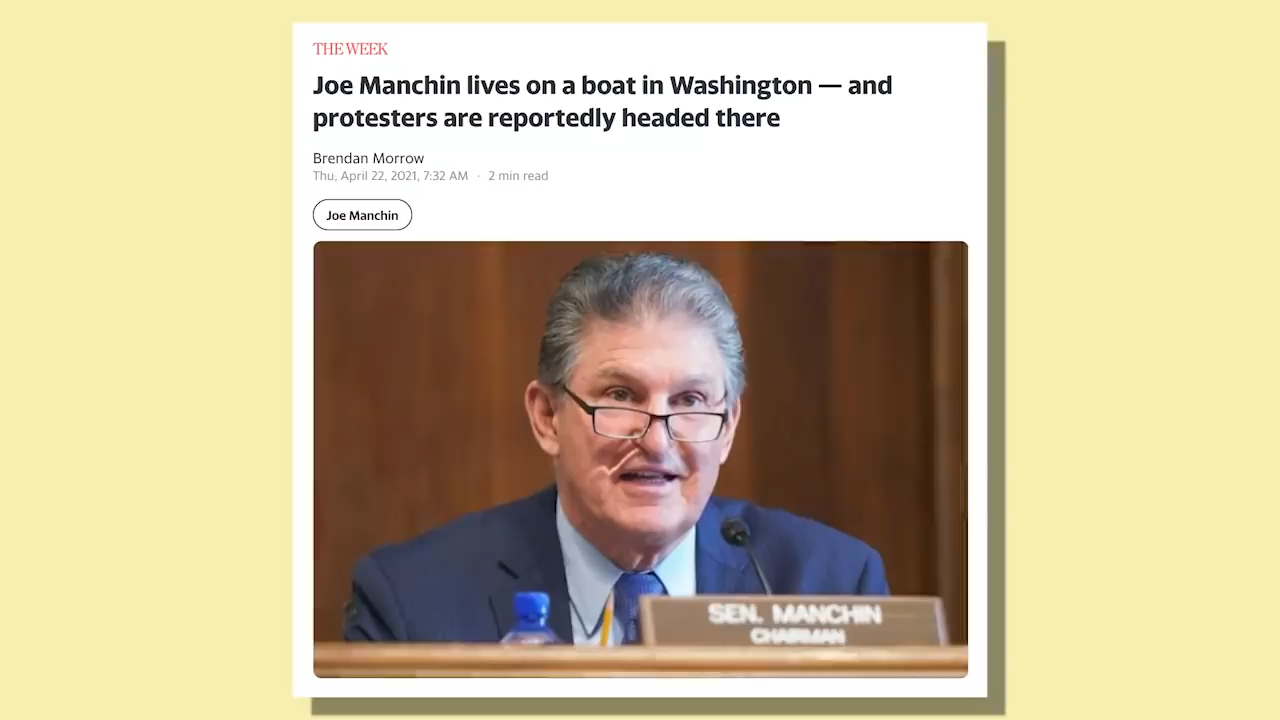 THE WEEK
Joe Manchin lives on a boat in Washington — and
protesters are reportedly headed there
Brendan Morrow
Thu, April 22, 2021, 7:32 AM · 2 min read
Joe Manchin
SEN. MANCHIN
CHAIRMAN